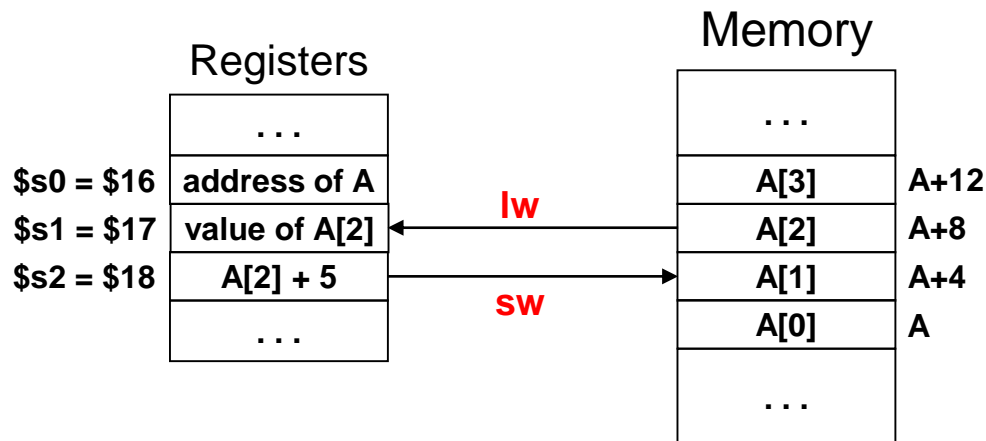 Registers
Memory
. . .
. . .
$s0 = $16 address of A
A[3] A+12
lw
$s1 = $17 value of A[2]
A[2] A+8
$s2 = $18 A[2] + 5
A[1] A+4
sw
. . .
A[0] A
. . .